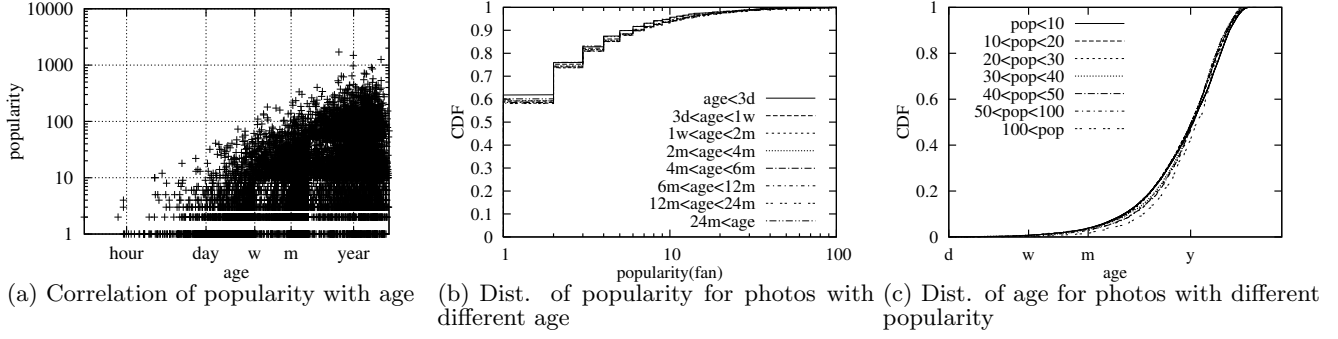 10000
1000
100
10
1
popularity
hour day w m year
age
(a) Correlation of popularity with age
1
0.9
0.8
0.7
0.6
0.5
0.4
0.3
0.2
0.1
0
CDF
age<3d
3d<age<1w
1w<age<2m
2m<age<4m
4m<age<6m
6m<age<12m
12m<age<24m
24m<age
1 10 100
popularity(fan)
(b) Dist. of popularity for photos with
different age
1
0.8
0.6
0.4
0.2
0
CDF
pop<10
10<pop<20
20<pop<30
30<pop<40
40<pop<50
50<pop<100
100<pop
d w m y
age
(c) Dist. of age for photos with different
popularity